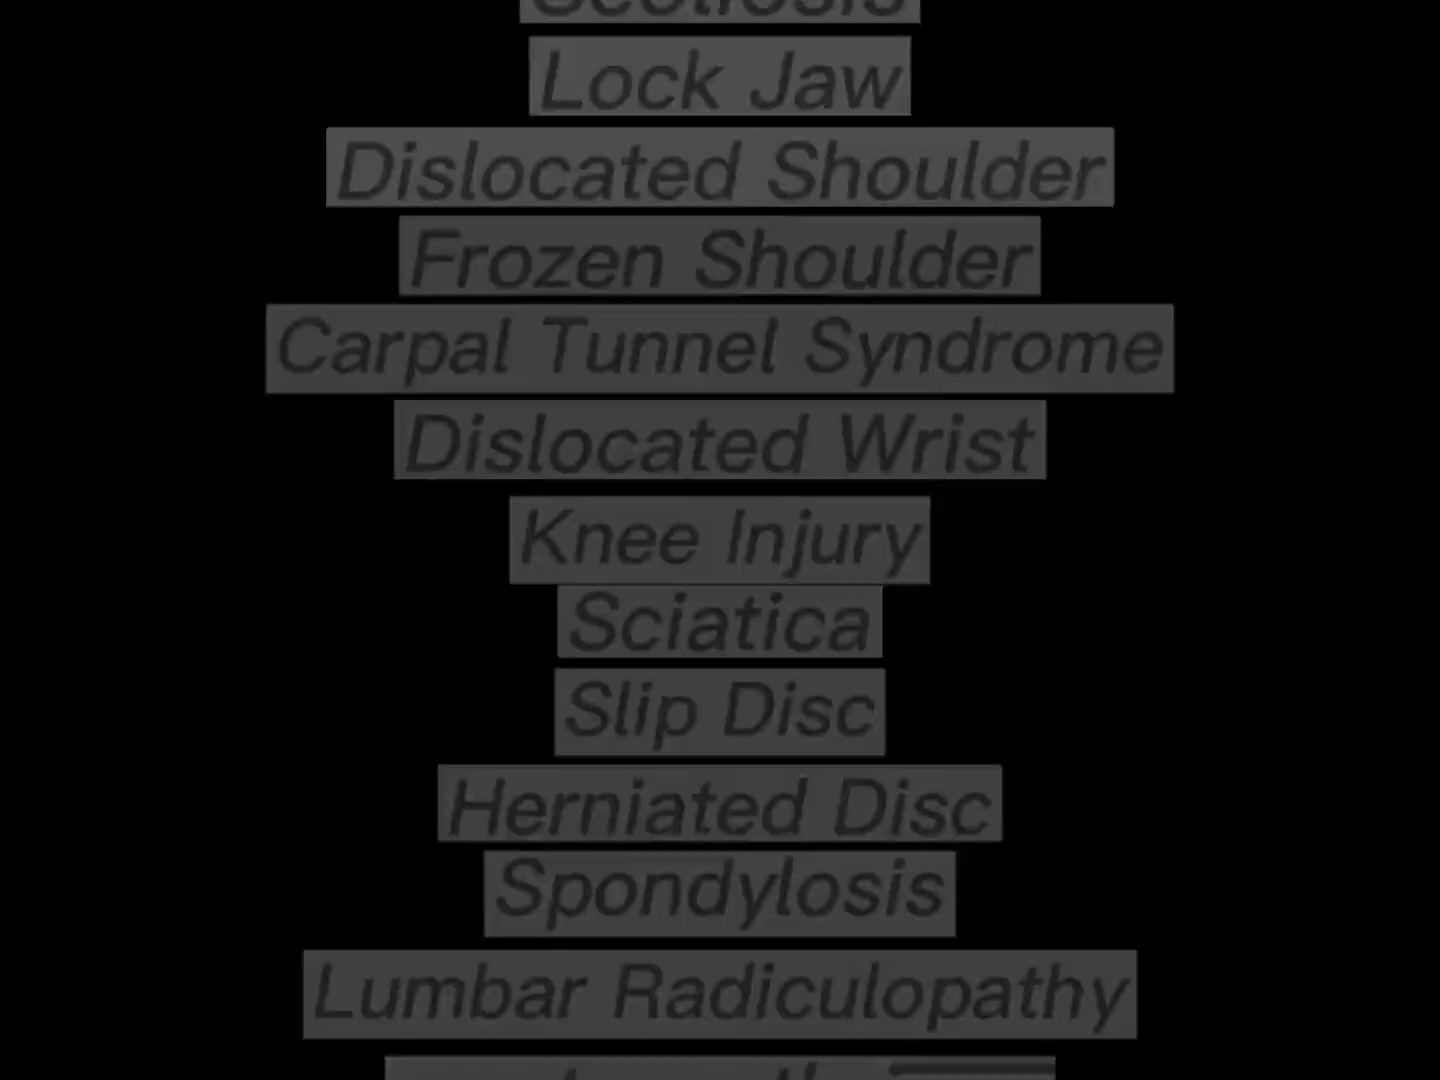 Lock Jaw
Dislocated Shoulder
Frozen Shoulder
Carpal Tunnel Syndrome
Dislocated Wrist
Knee Injury
Sciatica
Slip Disc
Herniated Disc
Spondylosis
Lumbar Radiculopathy